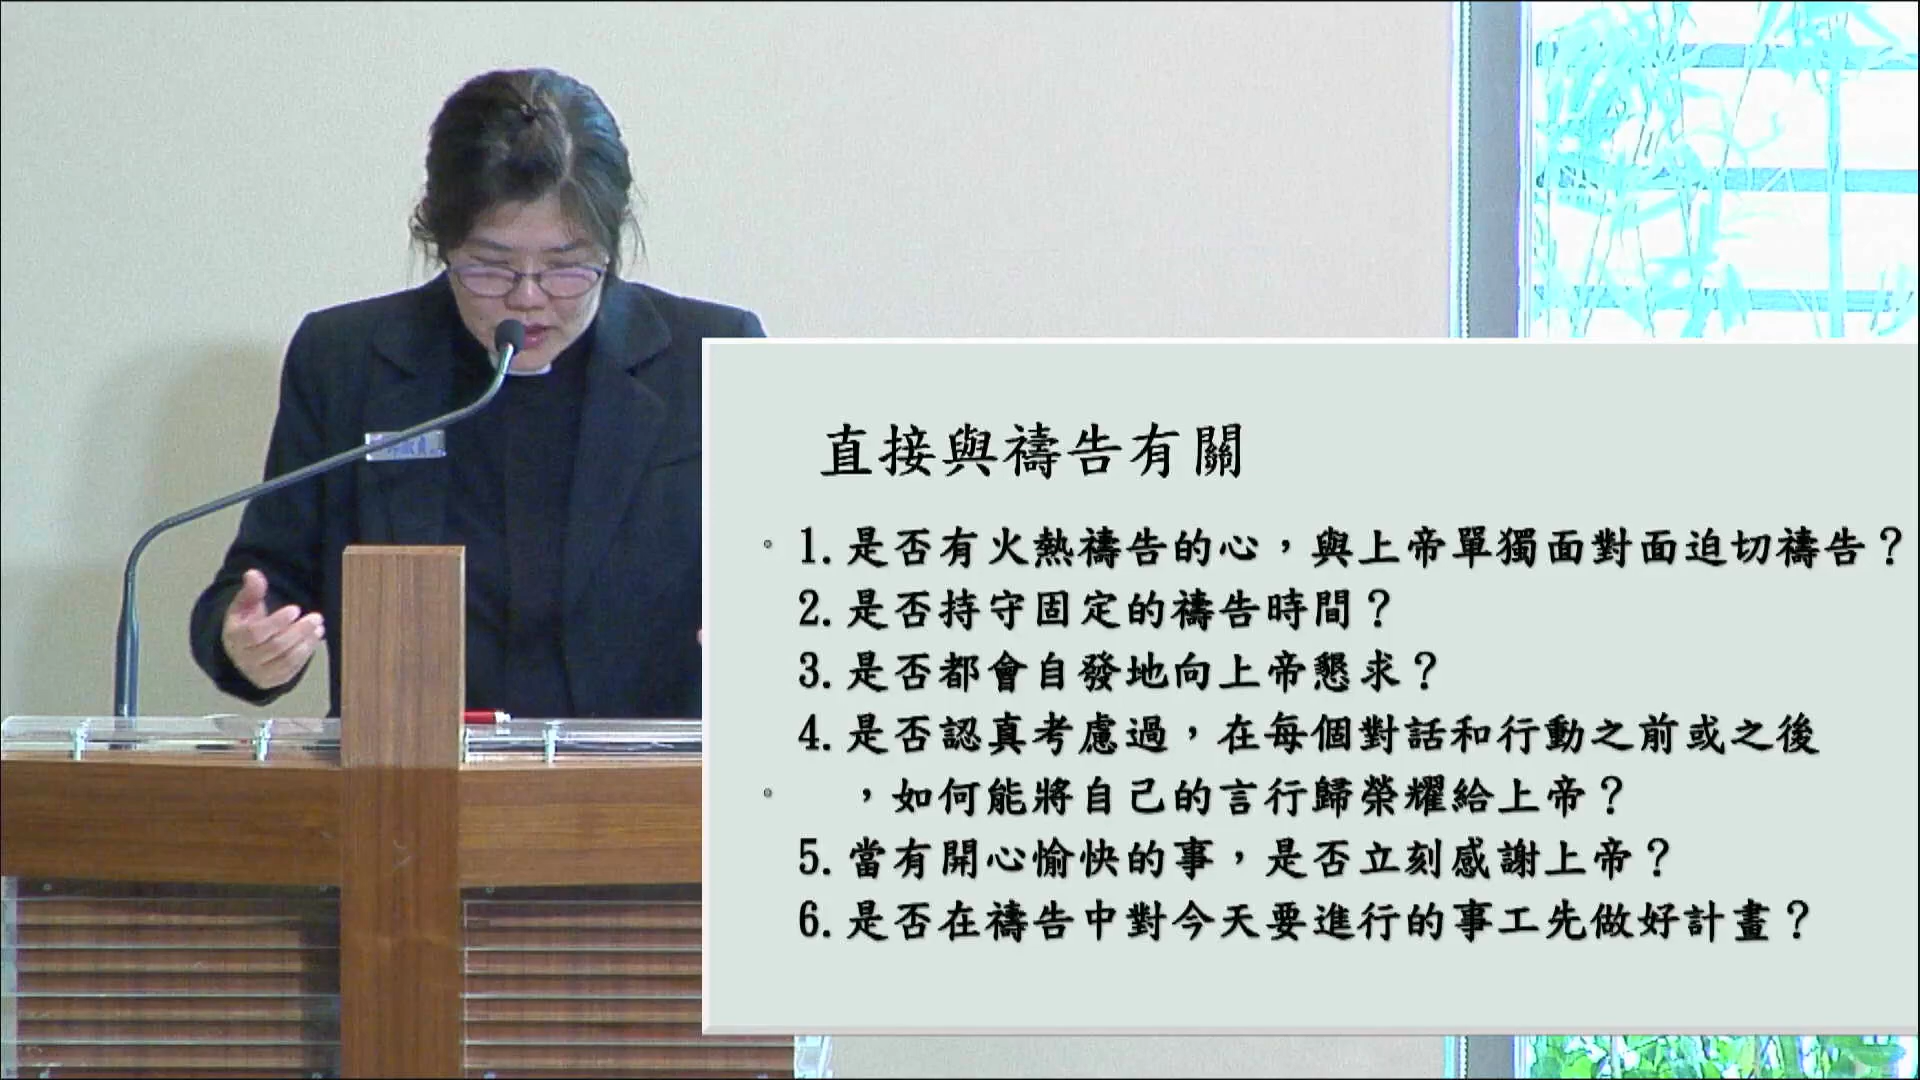 直接與禱告有關
1.是否有火熱禱告的心，與上帝單獨面對面迫切禱告？
2.是否持守固定的禱告時間？
3.是否都會自發地向上帝懇求？
4.是否認真考慮過，在每個對話和行動之前或之後
，如何能將自己的言行歸榮耀給上帝？
5.當有開心愉快的事，是否立刻感謝上帝？
6.是否在禱告中對今天要進行的事工先做好計畫？